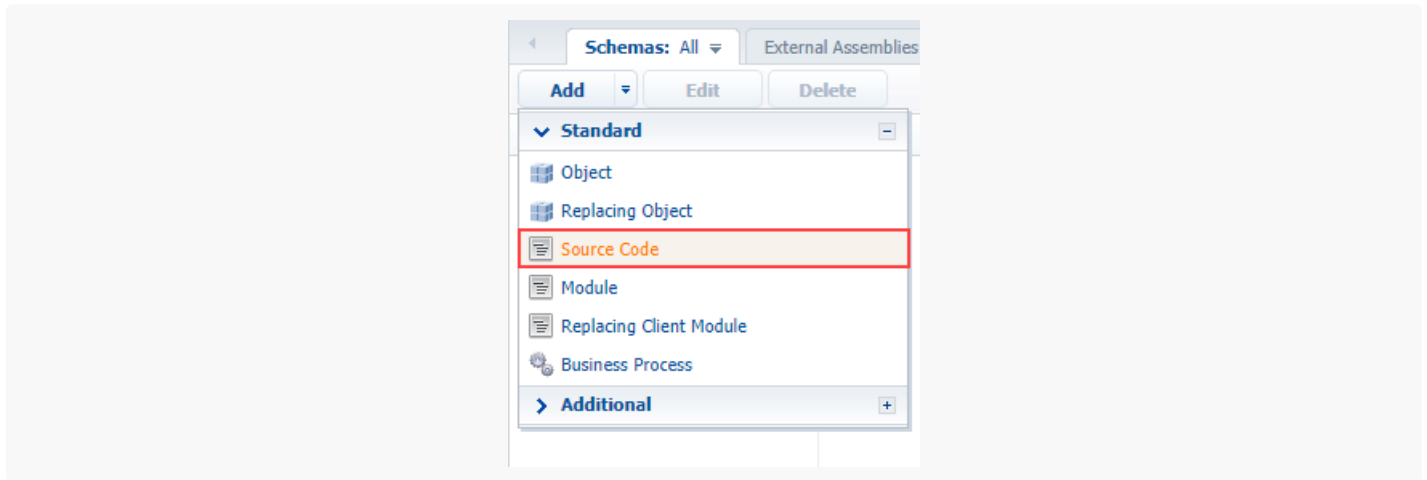 Schemas: All External Assemblies
Add Edit Delete
Standard
Object
Replacing Object
Source Code
Module
Replacing Client Module
Business Process
Additional